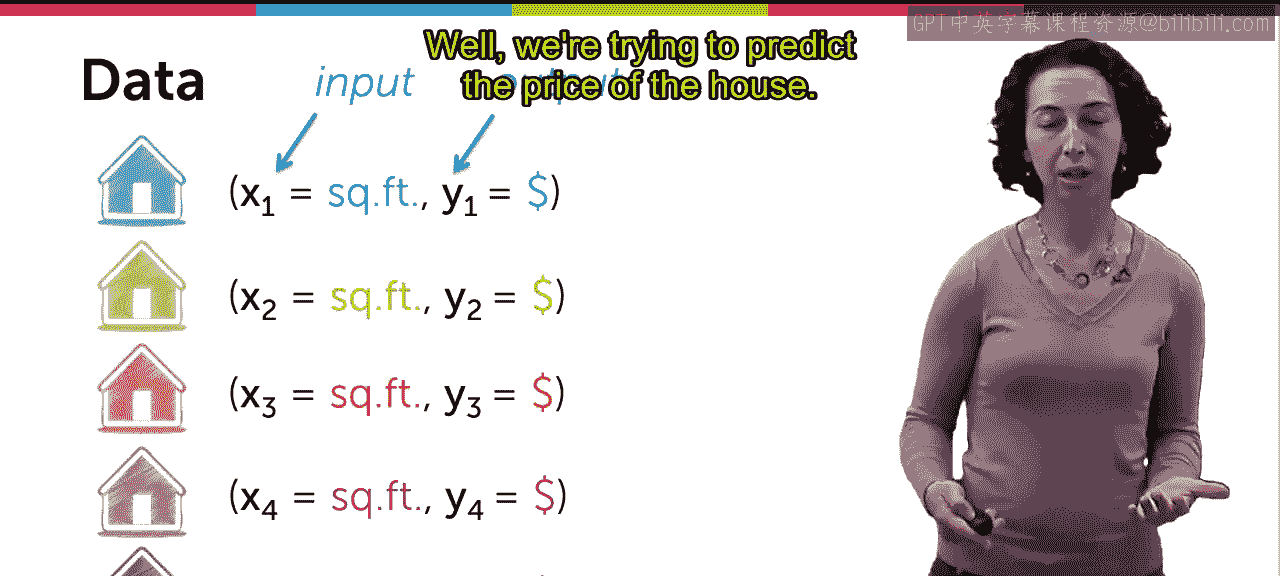 GPT中英字幕课程资源@bilibili.com
Well, we're trying to predict
the price of the house.
Data
input
output
(x1 = sq.ft., y1 = $)
(x2 = sq.ft., y2 = $)
(x3 = sq.ft., y3 = $)
(x4 = sq.ft., y4 = $)